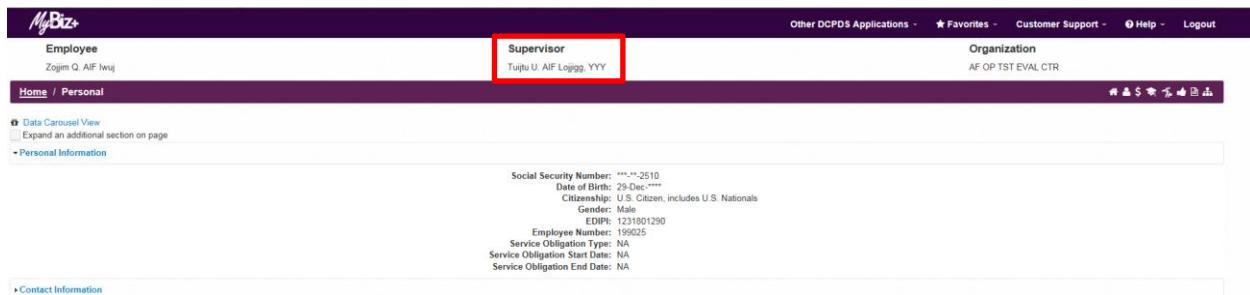 MyBiz+ Other DCPDS Applications - Favorites - Customer Support - Help - Logout
Employee Supervisor Organization
Zojjim Q. AIF Iwuj Tuijtu U. AIF Lojjigg, YYY AF OP TST EVAL CTR
Home / Personal
Data Carousel View
Expand an additional section on page
Personal Information
Social Security Number: ***-**-2510
Date of Birth: 29-Dec-****
Citizenship: U.S. Citizen, includes U.S. Nationals
Gender: Male
EDIPI: 1231801290
Employee Number: 199025
Service Obligation Type: NA
Service Obligation Start Date: NA
Service Obligation End Date: NA
Contact Information